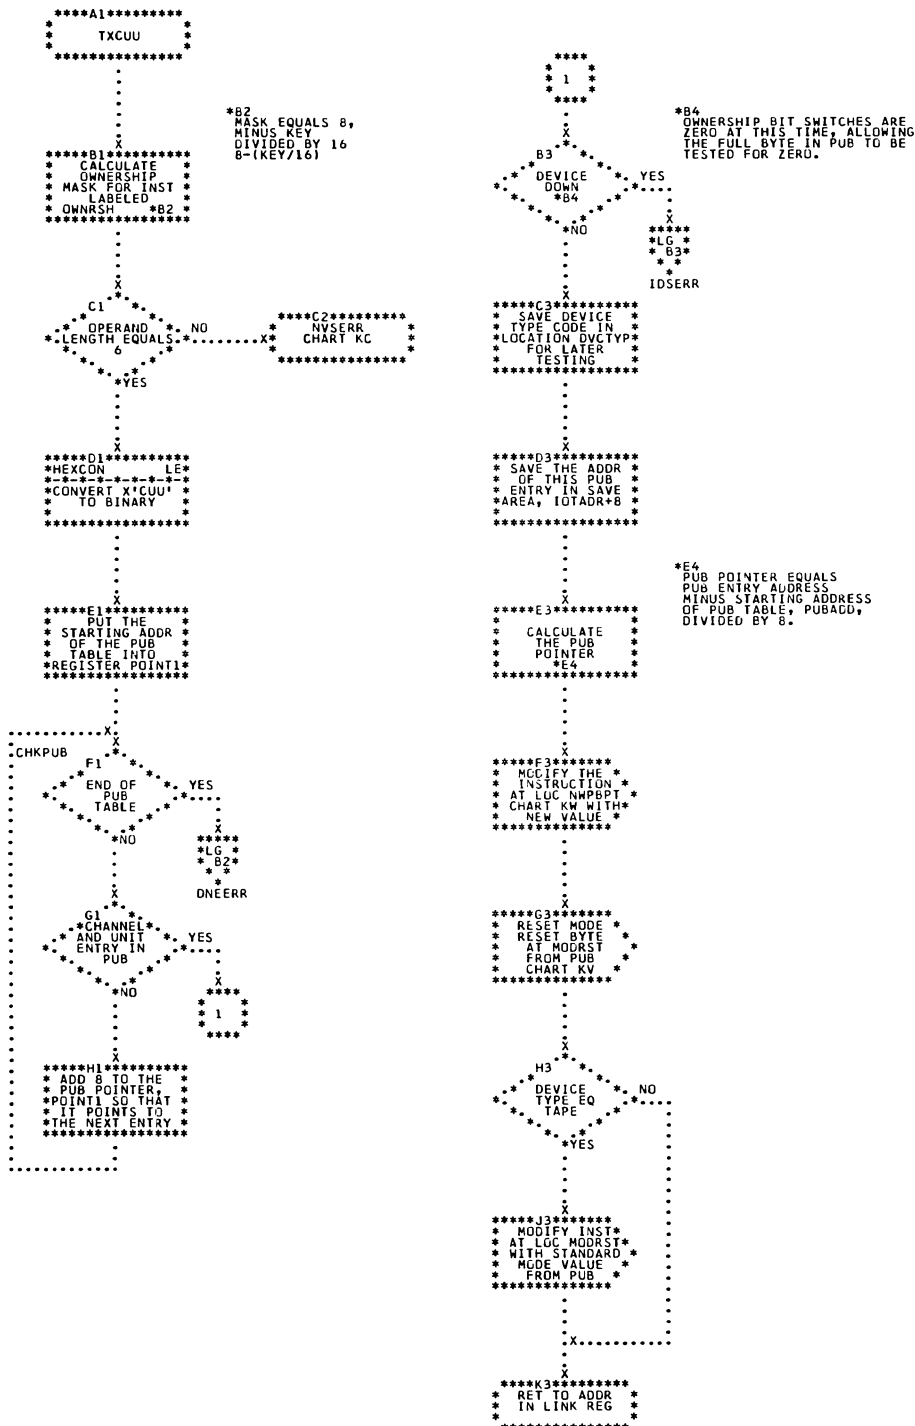 A1
TXCUU
*B2
MASK EQUALS 8,
MINUS KEY
DIVIDED BY 16
8-(KEY/16)
B1
CALCULATE
OWNERSHIP
MASK FOR INST
LABELED
OWNRSH *B2
C1
OPERAND
LENGTH EQUALS
6
NO
YES
C2
NVSERR
CHART KC
D1
HEXCON LE
CONVERT X'CUU'
TO BINARY
E1
PUT THE
STARTING ADDR
OF THE PUB
TABLE INTO
REGISTER POINT1
CHKPUB
F1
END OF
PUB
TABLE
YES
NO
LG
B2
DNEERR
G1
CHANNEL
AND UNIT
ENTRY IN
PUB
YES
NO
1
H1
ADD 8 TO THE
PUB POINTER,
POINT1 SO THAT
IT POINTS TO
THE NEXT ENTRY
1
*B4
OWNERSHIP BIT SWITCHES ARE
ZERO AT THIS TIME, ALLOWING
THE FULL BYTE IN PUB TO BE
TESTED FOR ZERO.
B3
DEVICE
DOWN
*B4
YES
NO
LG
B3
IDSERR
C3
SAVE DEVICE
TYPE CODE IN
LOCATION DVCTYP
FOR LATER
TESTING
D3
SAVE THE ADDR
OF THIS PUB
ENTRY IN SAVE
AREA, IOTADR+8
*E4
PUB POINTER EQUALS
PUB ENTRY ADDRESS
MINUS STARTING ADDRESS
OF PUB TABLE, PUBADD,
DIVIDED BY 8.
E3
CALCULATE
THE PUB
POINTER
*E4
F3
MODIFY THE
INSTRUCTION
AT LOC NWPBPT
CHART KW WITH
NEW VALUE
G3
RESET MODE
RESET BYTE
AT MODRST
FROM PUB
CHART KV
H3
DEVICE
TYPE EQ
TAPE
NO
YES
J3
MODIFY INST
AT LOC MODRST
WITH STANDARD
MODE VALUE
FROM PUB
K3
RET TO ADDR
IN LINK REG